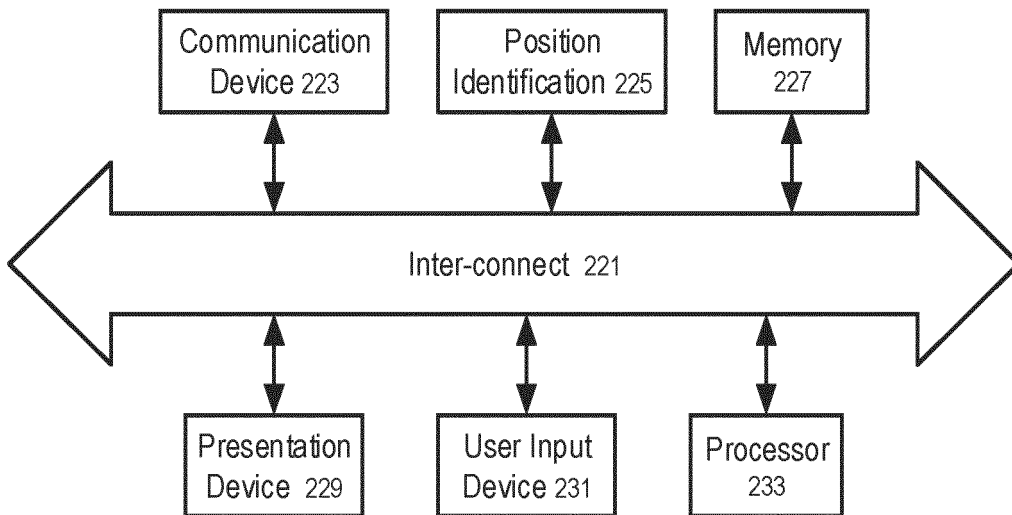 Communication
Device 223
Position
Identification 225
Memory
227
Inter-connect 221
Presentation
Device 229
User Input
Device 231
Processor
233